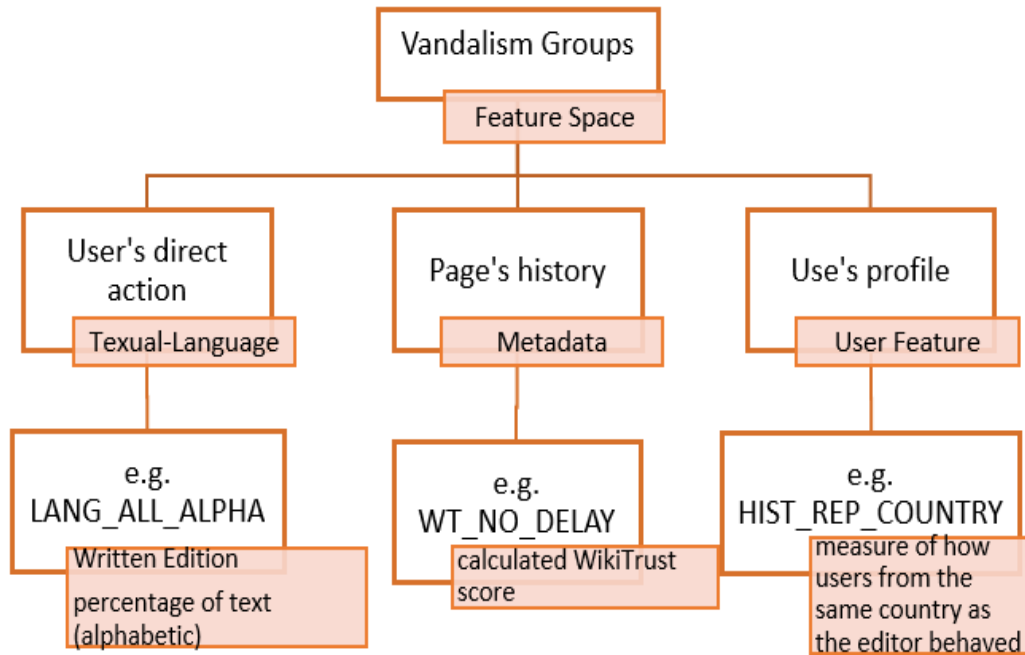 Vandalism Groups
Feature Space
User's direct
action
Texual-Language
Page's history
Metadata
Use's profile
User Feature
e.g.
LANG_ALL_ALPHA
Written Edition
percentage of text
(alphabetic)
e.g.
WT_NO_DELAY
calculated WikiTrust
score
e.g.
HIST_REP_COUNTRY
measure of how
users from the
same country as
the editor behaved